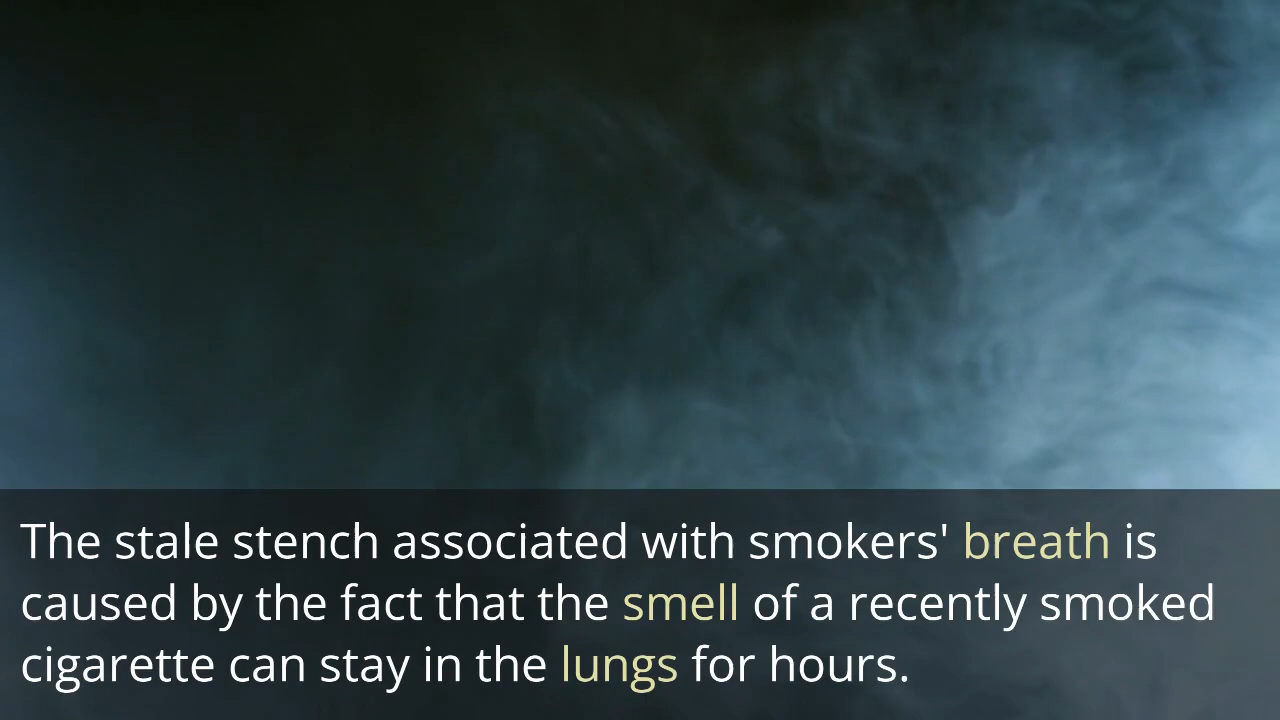 The stale stench associated with smokers' breath is
caused by the fact that the smell of a recently smoked
cigarette can stay in the lungs for hours.